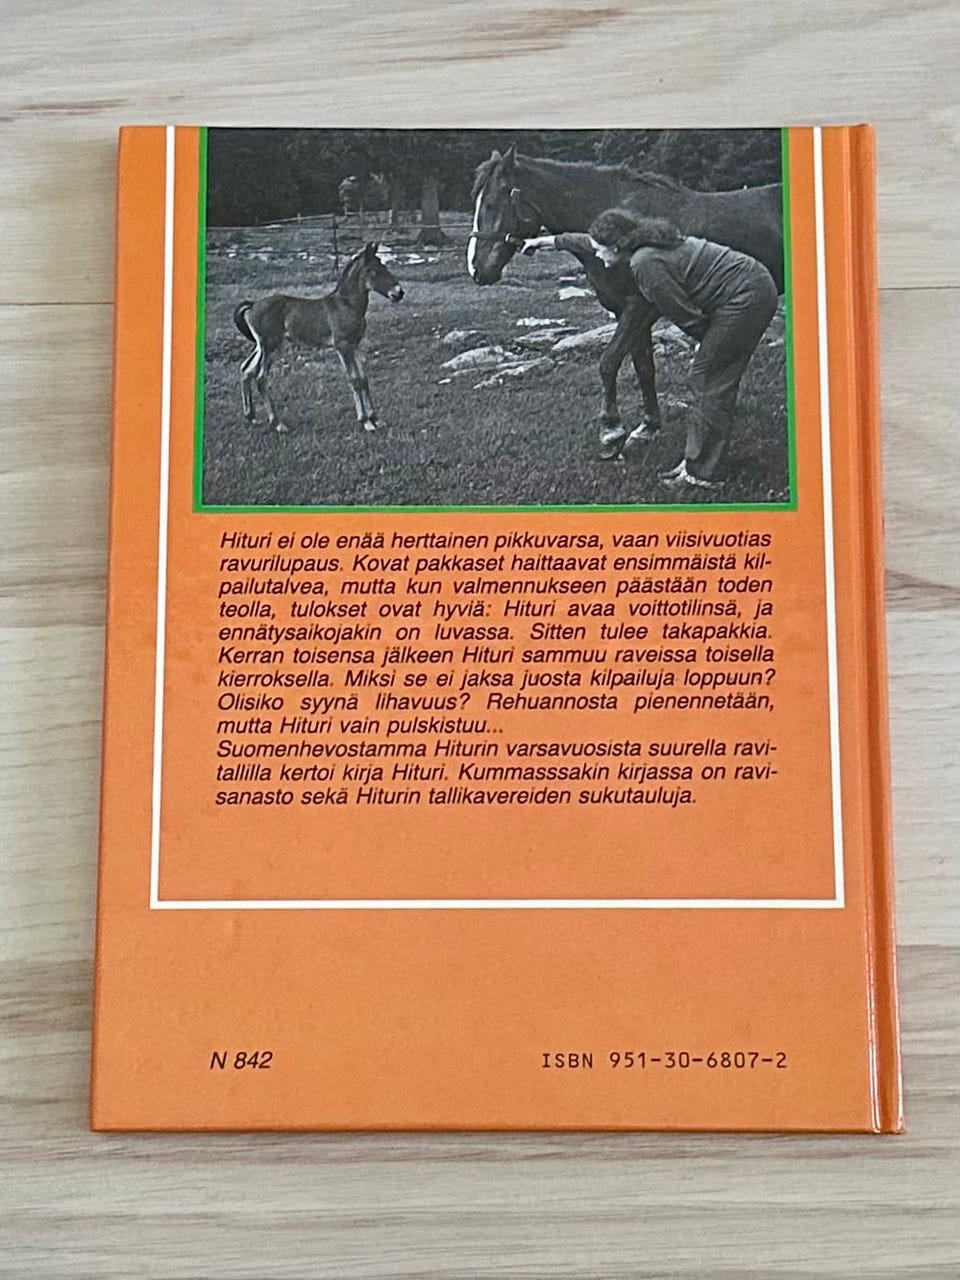 Hituri ei ole enää herttainen pikkuvarsa, vaan viisivuotias
ravurilupaus. Kovat pakkaset haittaavat ensimmäistä kil-
pailutalvea, mutta kun valmennukseen päästään toden
teolla, tulokset ovat hyviä: Hituri avaa voittotilinsä, ja
ennätysaikojakin on luvassa. Sitten tulee takapakkia.
Kerran toisensa jälkeen Hituri sammuu raveissa toisella
kierroksella. Miksi se ei jaksa juosta kilpailuja loppuun?
Olisiko syynä lihavuus? Rehuannosta pienennetään,
mutta Hituri vain pulskistuu...
Suomenhevostamma Hiturin varsavuosista suurella ravi-
tallilla kertoi kirja Hituri. Kummasssakin kirjassa on ravi-
sanasto sekä Hiturin tallikavereiden sukutauluja.
N 842
ISBN 951-30-6807-2